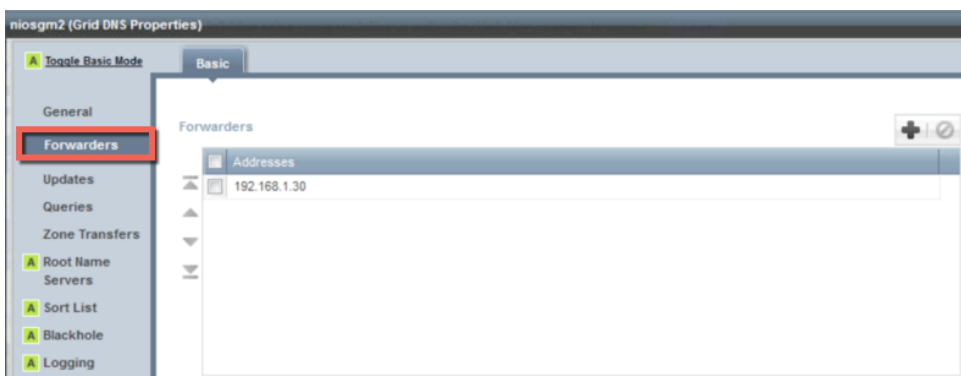 niosgm2 (Grid DNS Properties)
A Toggle Basic Mode
Basic
General
Forwarders
Updates
Queries
Zone Transfers
A Root Name
Servers
A Sort List
A Blackhole
A Logging
Forwarders
Addresses
192.168.1.30